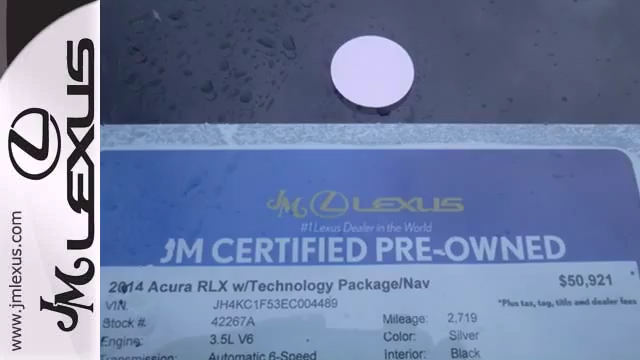 www.jmlexus.com
JM LEXUS
JM LEXUS
#1 Lexus Dealer in the World
JM CERTIFIED PRE-OWNED
2014 Acura RLX w/Technology Package/Nav
$50,921
*
*Plus tax, tag, title and dealer fees
VIN: JH4KC1F53EC004489
Stock #: 42267A
Mileage: 2,719
Engine: 3.5L V6
Color: Silver
Transmission: Automatic 6-Speed
Interior: Black